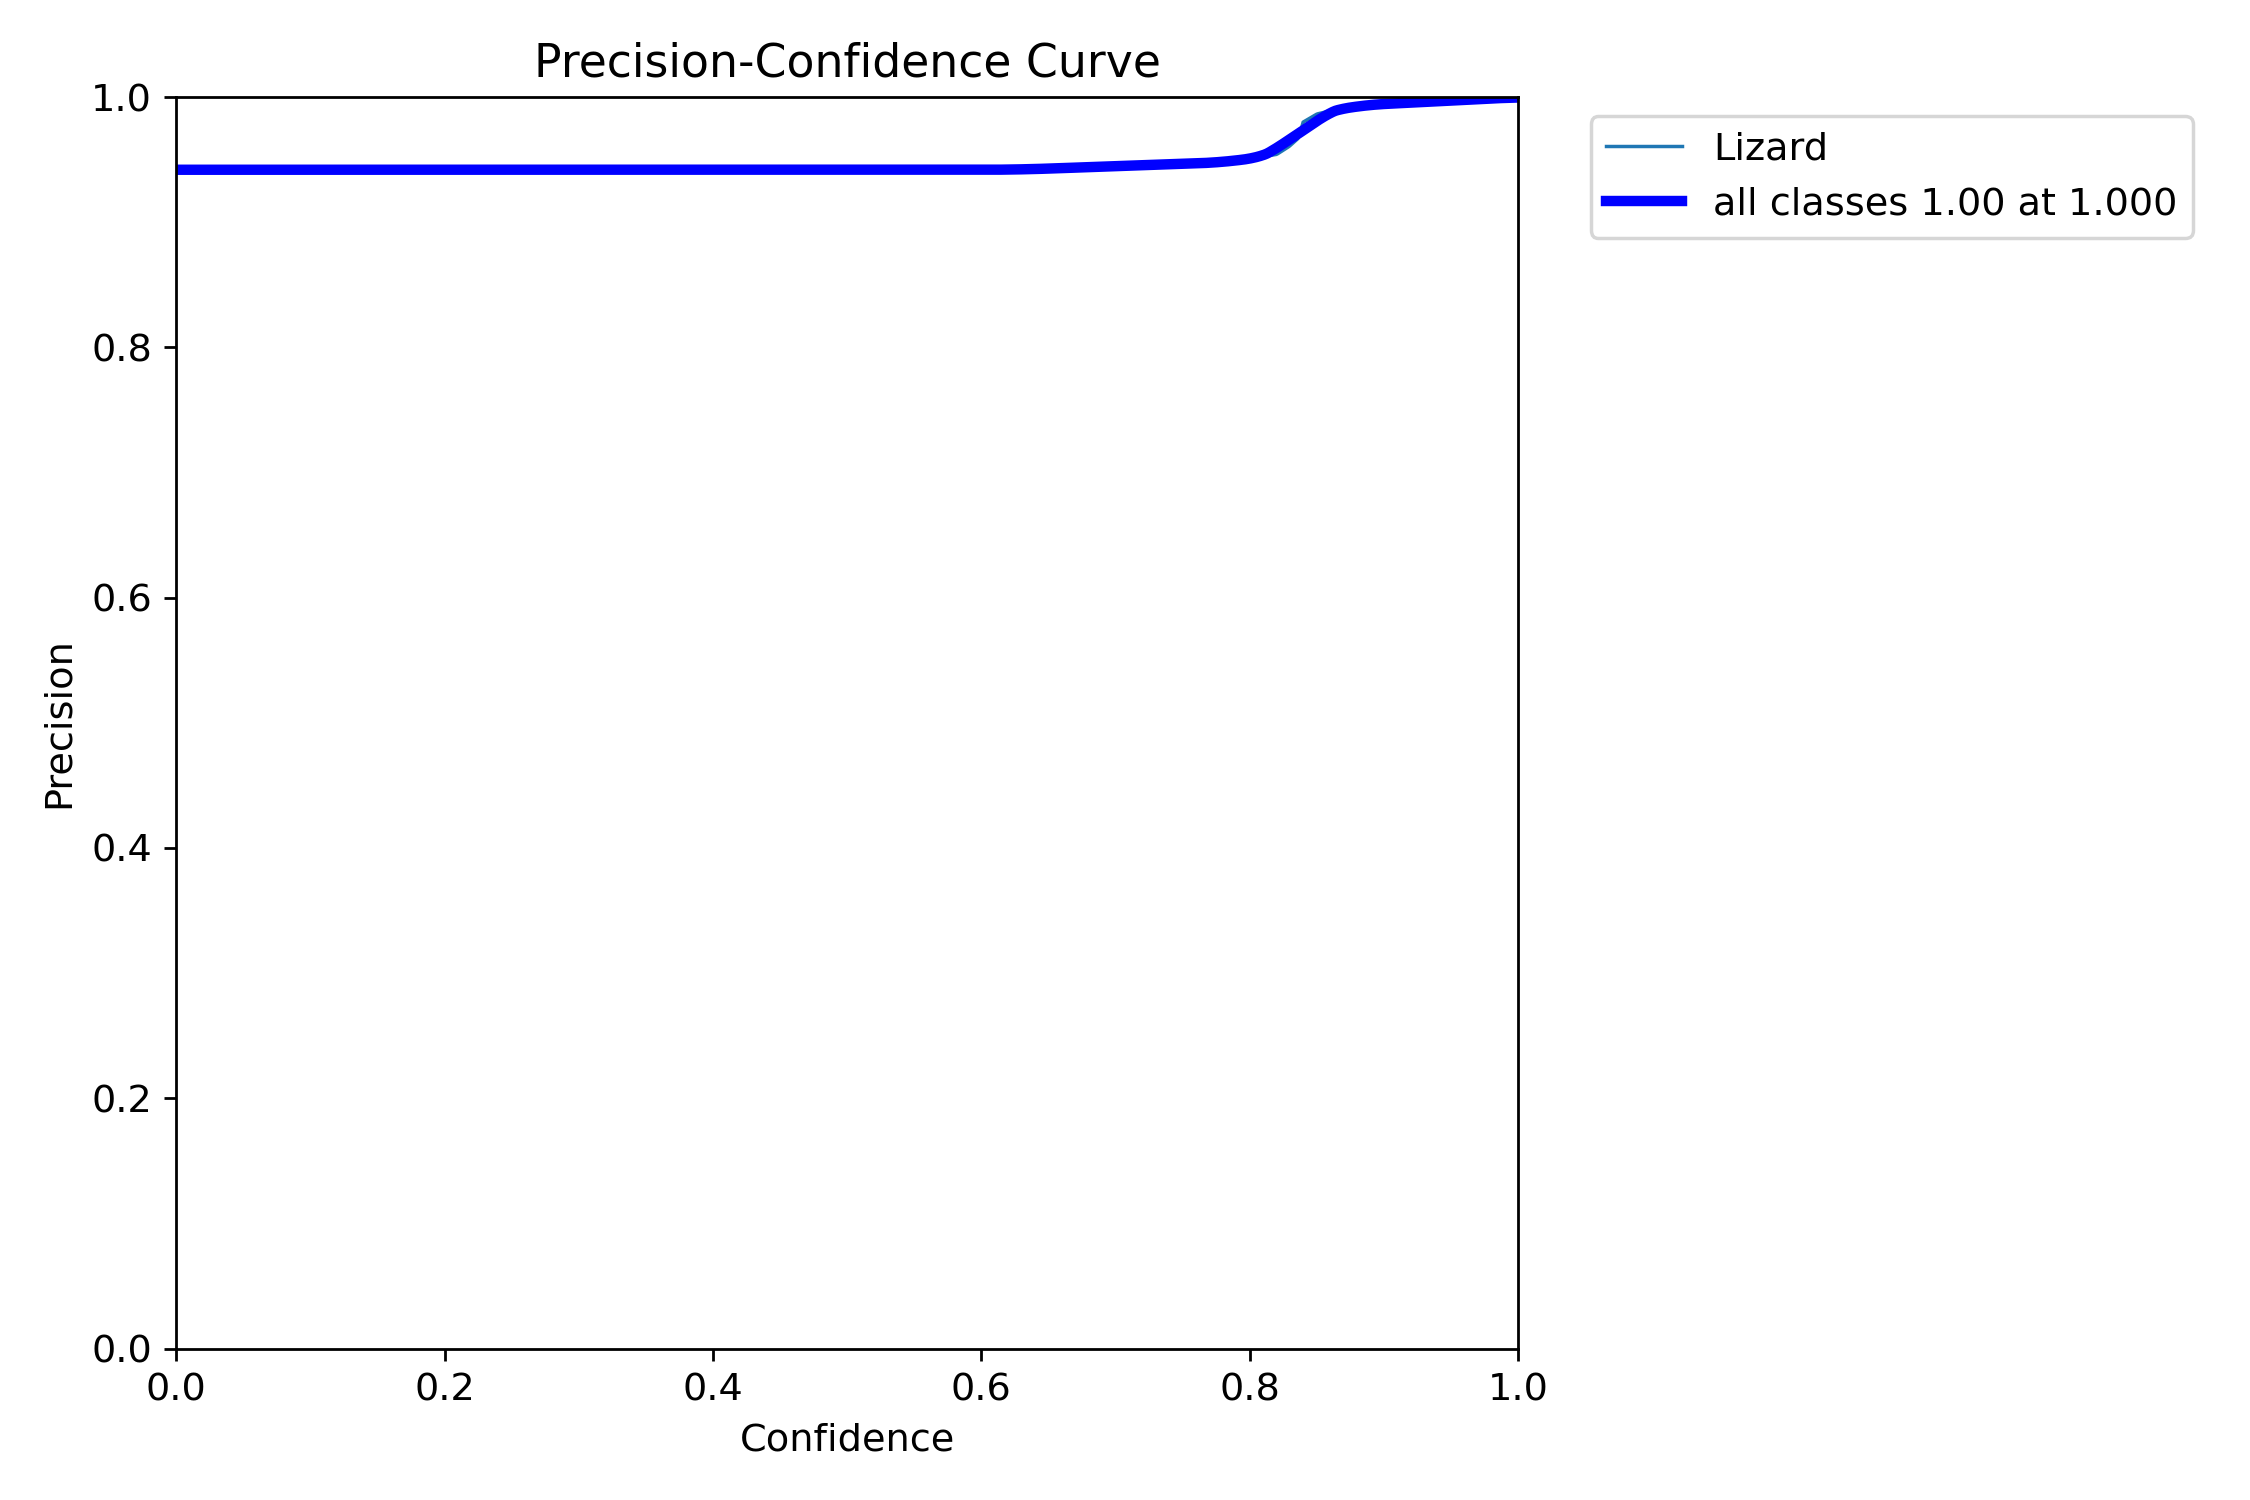 Precision-Confidence Curve
1.0
0.8
0.6
0.4
0.2
0.0
Precision
0.0 0.2 0.4 0.6 0.8 1.0
Confidence
Lizard
all classes 1.00 at 1.000